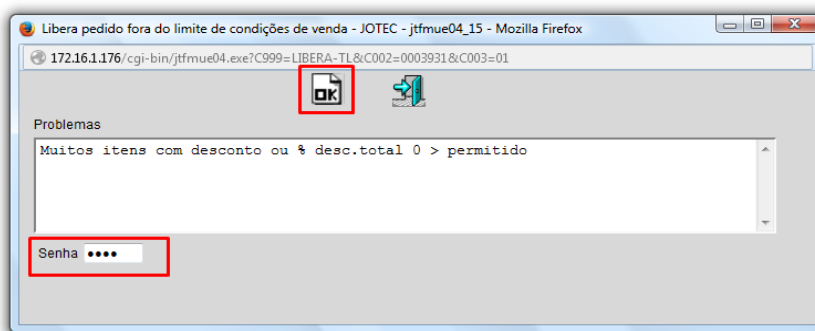 Libera pedido fora do limite de condições de venda - JOTEC - jtfmue04_15 - Mozilla Firefox
172.16.1.176/cgi-bin/jtfmue04.exe?C999=LIBERA-TL&C002=0003931&C003=01
OK
Problemas
Muitos itens com desconto ou % desc.total 0 > permitido
Senha ••••